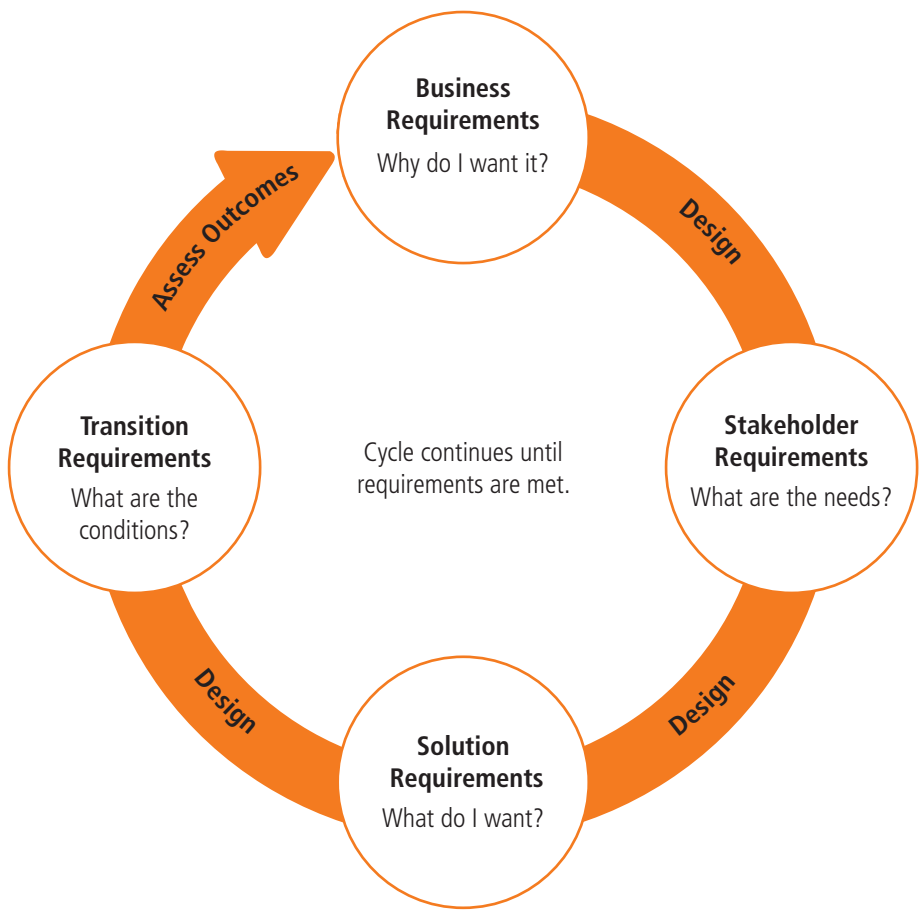 Business
Requirements
Why do I want it?
Design
Stakeholder
Requirements
What are the needs?
Design
Solution
Requirements
What do I want?
Design
Transition
Requirements
What are the
conditions?
Assess Outcomes
Cycle continues until
requirements are met.